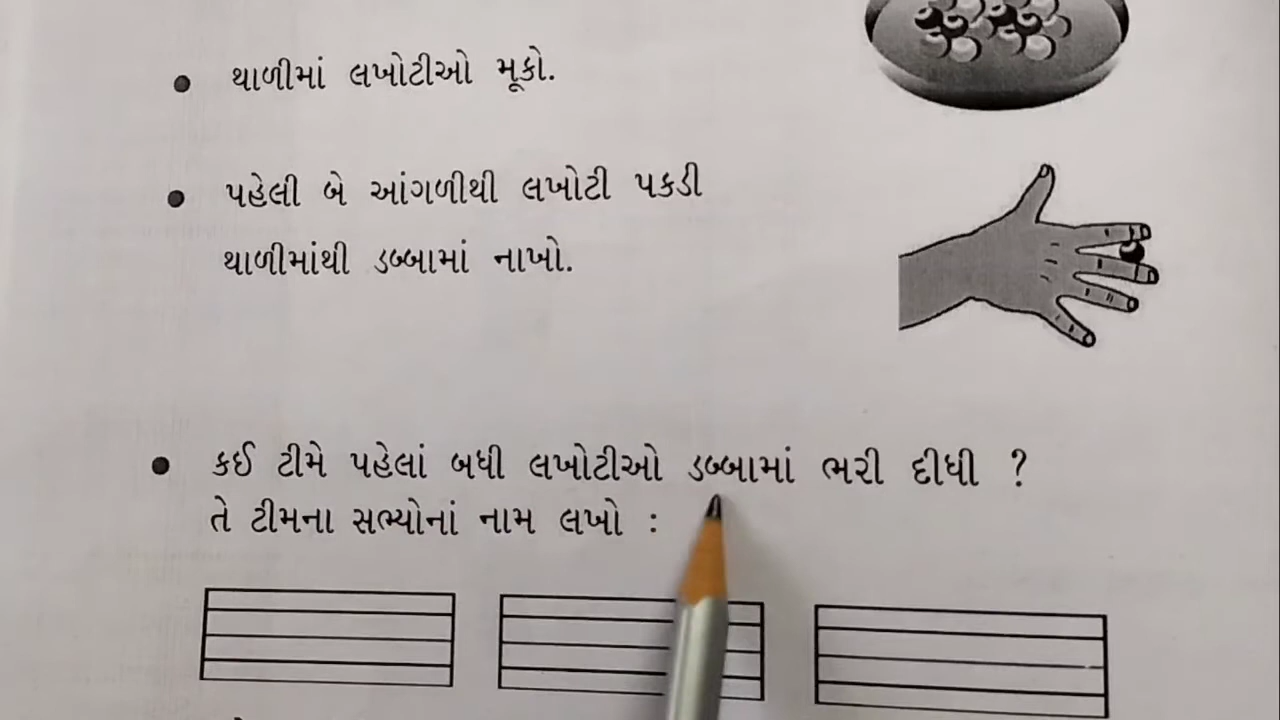 ● થાળીમાં લખોટીઓ મૂકો.
● પહેલી બે આંગળીથી લખોટી પકડી
થાળીમાંથી ડબ્બામાં નાખો.
● કઈ ટીમે પહેલાં બધી લખોટીઓ ડબ્બામાં ભરી દીધી ?
તે ટીમના સભ્યોનાં નામ લખો :